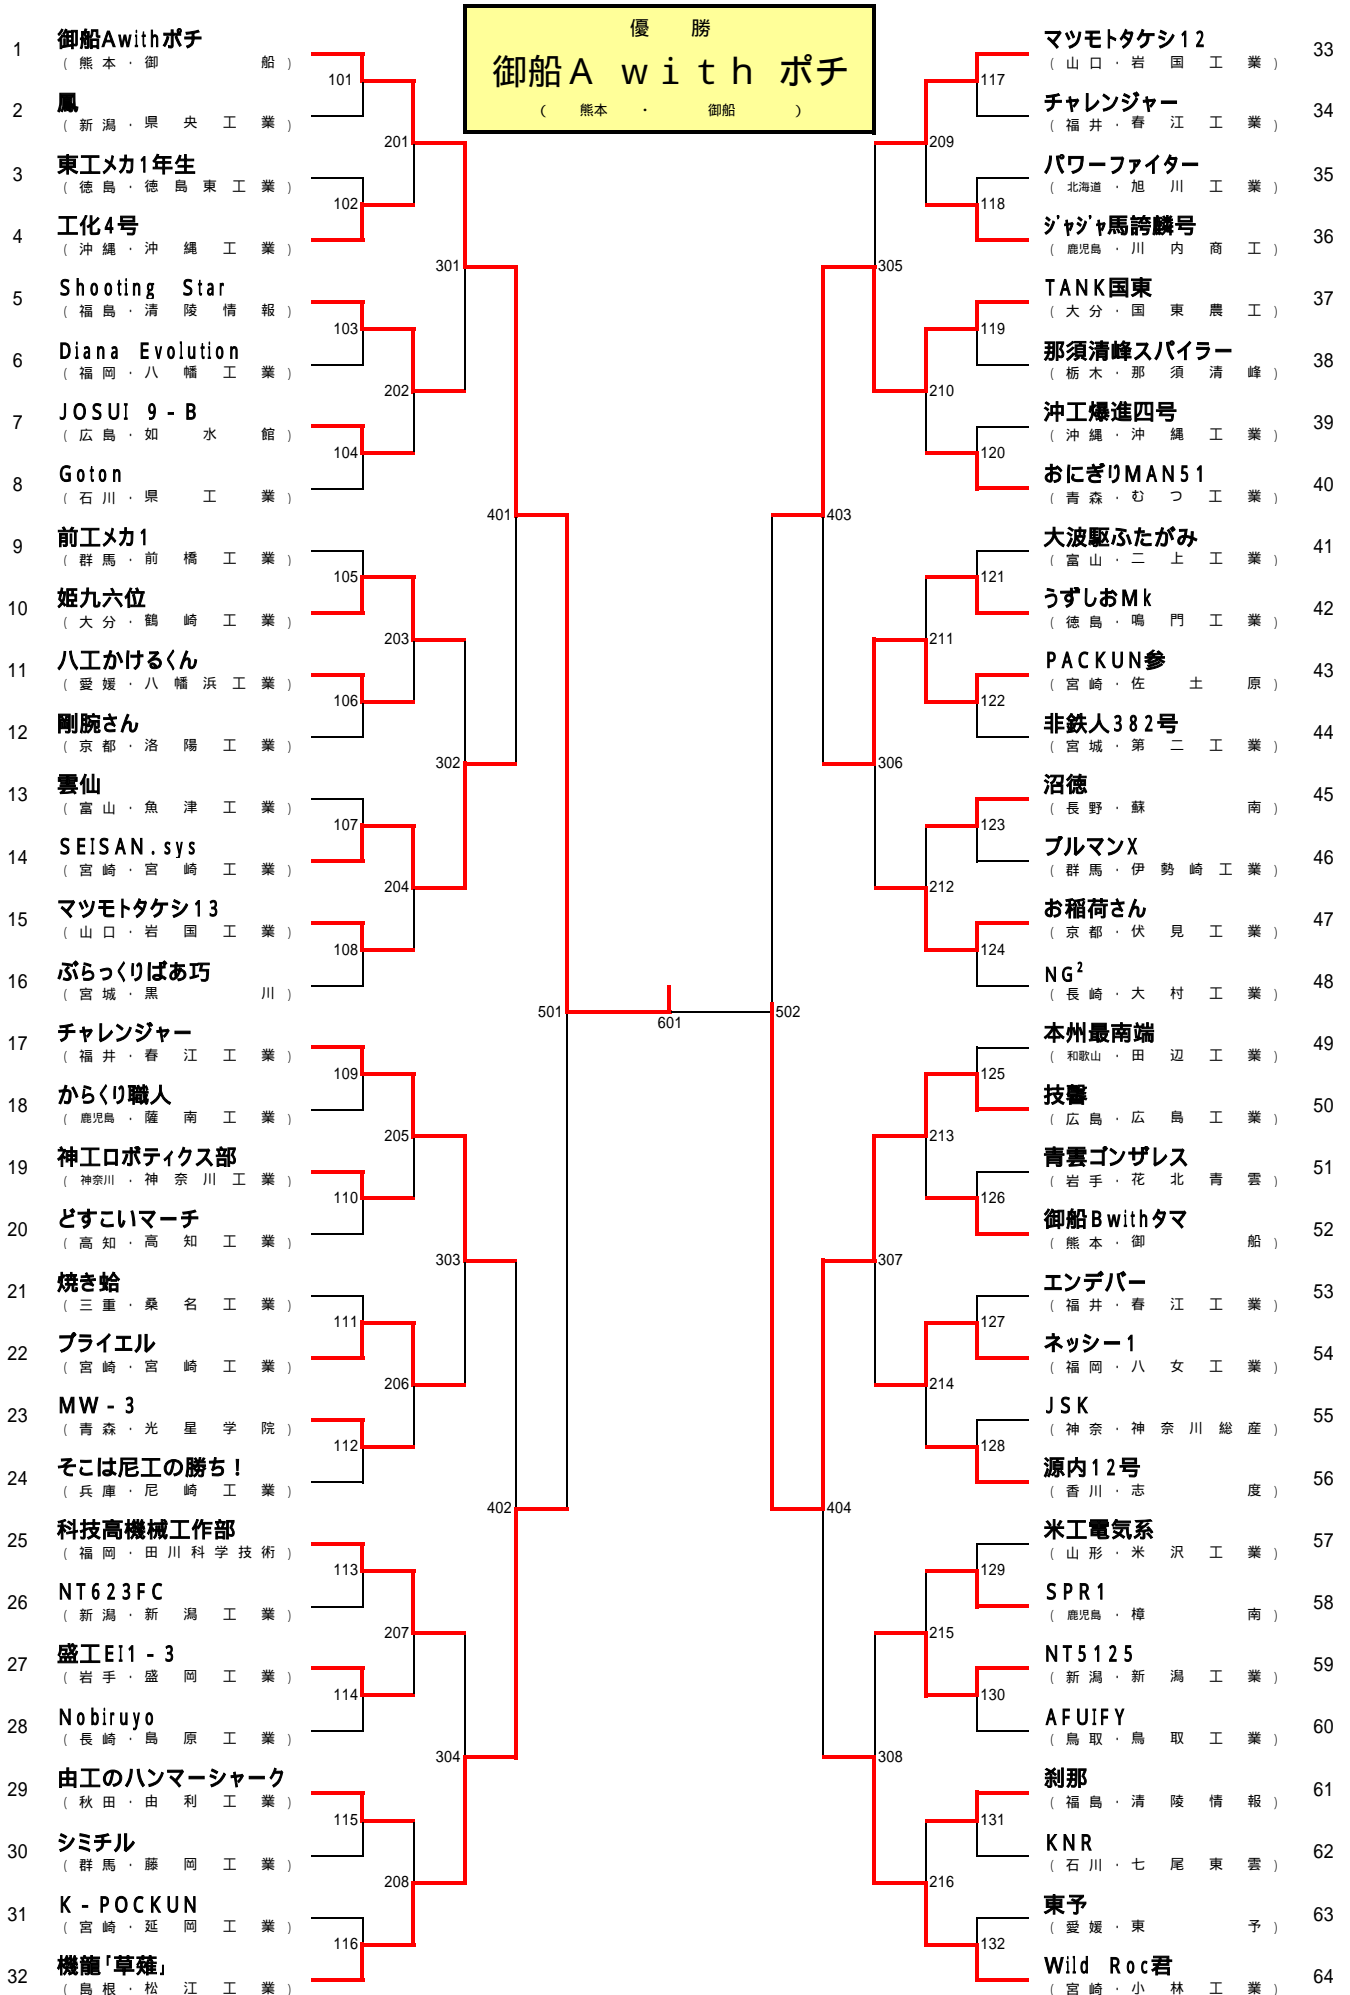 優 勝
御船A with ポチ
( 熊本 ・ 御船 )
1 御船Awithポチ
(熊本・御船)
2 鳳
(新潟・県央工業)
3 東工メカ1年生
(徳島・徳島東工業)
4 工化4号
(沖縄・沖縄工業)
5 Shooting Star
(福島・清陵情報)
6 Diana Evolution
(福岡・八幡工業)
7 JOSUI 9-B
(広島・如水館)
8 Goton
(石川・県工業)
9 前工メカ1
(群馬・前橋工業)
10 姫九六位
(大分・鶴崎工業)
11 八工かけるくん
(愛媛・八幡浜工業)
12 剛腕さん
(京都・洛陽工業)
13 雲仙
(富山・魚津工業)
14 SEISAN.sys
(宮崎・宮崎工業)
15 マツモトタケシ13
(山口・岩国工業)
16 ぶらっくりばあ巧
(宮城・黒川)
17 チャレンジャー
(福井・春江工業)
18 からくり職人
(鹿児島・薩南工業)
19 神工ロボティクス部
(神奈川・神奈川工業)
20 どすこいマーチ
(高知・高知工業)
21 焼き蛤
(三重・桑名工業)
22 ブライエル
(宮崎・宮崎工業)
23 MW-3
(青森・光星学院)
24 そこは尼工の勝ち!
(兵庫・尼崎工業)
25 科技高機械工作部
(福岡・田川科学技術)
26 NT623FC
(新潟・新潟工業)
27 盛工EI1-3
(岩手・盛岡工業)
28 Nobiruyo
(長崎・島原工業)
29 由工のハンマーシャーク
(秋田・由利工業)
30 シミチル
(群馬・藤岡工業)
31 K-POCKUN
(宮崎・延岡工業)
32 機龍「草薙」
(島根・松江工業)
101
102
103
104
105
106
107
108
109
110
111
112
113
114
115
116
201
202
203
204
205
206
207
208
301
302
303
304
401
402
501
601
502
403
404
305
306
307
308
209
210
211
212
213
214
215
216
117
118
119
120
121
122
123
124
125
126
127
128
129
130
131
132
マツモトタケシ12 33
(山口・岩国工業)
チャレンジャー 34
(福井・春江工業)
パワーファイター 35
(北海道・旭川工業)
ジャジャ馬誇麟号 36
(鹿児島・川内商工)
TANK国東 37
(大分・国東農工)
那須清峰スパイラー 38
(栃木・那須清峰)
沖工爆進四号 39
(沖縄・沖縄工業)
おにぎりMAN51 40
(青森・むつ工業)
大波駆ふたがみ 41
(富山・二上工業)
うずしおMk 42
(徳島・鳴門工業)
PACKUN参 43
(宮崎・佐土原)
非鉄人382号 44
(宮城・第二工業)
沼徳 45
(長野・蘇南)
ブルマンX 46
(群馬・伊勢崎工業)
お稲荷さん 47
(京都・伏見工業)
NG² 48
(長崎・大村工業)
本州最南端 49
(和歌山・田辺工業)
技馨 50
(広島・広島工業)
青雲ゴンザレス 51
(岩手・花北青雲)
御船Bwithタマ 52
(熊本・御船)
エンデバー 53
(福井・春江工業)
ネッシー1 54
(福岡・八女工業)
JSK 55
(神奈・神奈川総産)
源内12号 56
(香川・志度)
米工電気系 57
(山形・米沢工業)
SPR1 58
(鹿児島・樟南)
NT5125 59
(新潟・新潟工業)
AFUIFY 60
(鳥取・鳥取工業)
刹那 61
(福島・清陵情報)
KNR 62
(石川・七尾東雲)
東予 63
(愛媛・東予)
Wild Roc君 64
(宮崎・小林工業)